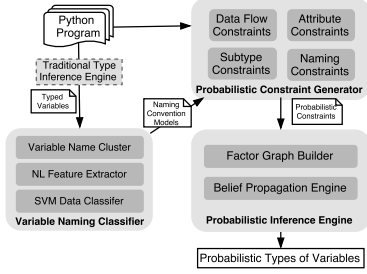 Python
Program
Traditional Type
Inference Engine
Typed
Variables
Variable Name Cluster
NL Feature Extractor
SVM Data Classifer
Variable Naming Classifier
Naming
Convention
Models
Data Flow
Constraints
Attribute
Constraints
Subtype
Constraints
Naming
Constraints
Probabilistic Constraint Generator
Probabilistic
Constraints
Factor Graph Builder
Belief Propagation Engine
Probabilistic Inference Engine
Probabilistic Types of Variables